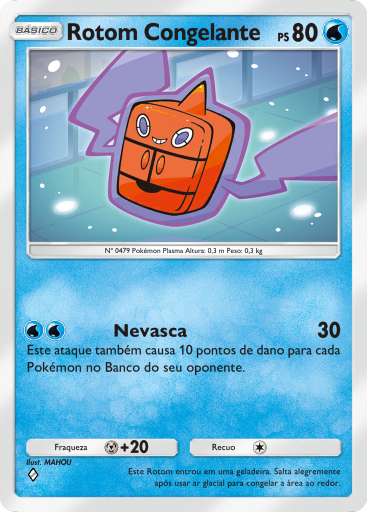 BÁSICO Rotom Congelante PS 80
Nº 0479 Pokémon Plasma Altura: 0,3 m Peso: 0,3 kg
Nevasca 30
Este ataque também causa 10 pontos de dano para cada
Pokémon no Banco do seu oponente.
Fraqueza +20 Recuo
Ilust. MAHOU
Este Rotom entrou em uma geladeira. Salta alegremente
após usar ar glacial para congelar a área ao redor.